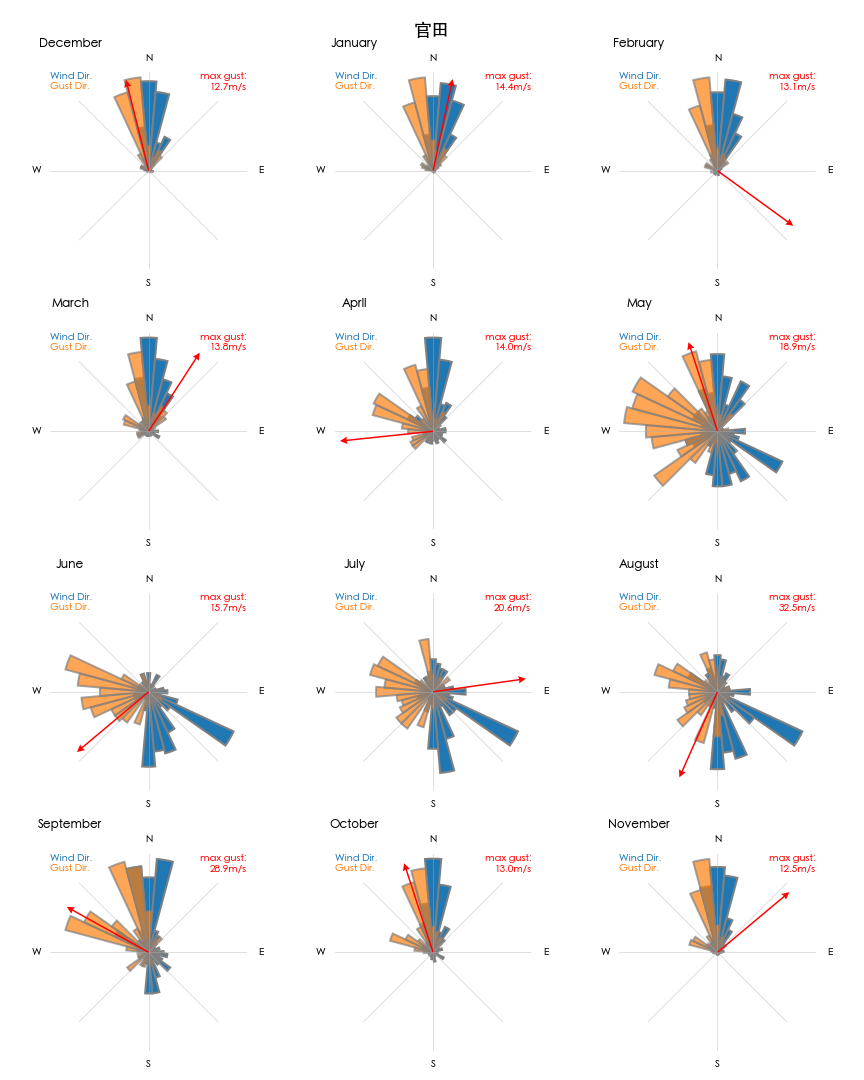 官田
December
January
February
N
Wind Dir.
Gust Dir.
max gust:
12.7m/s
W
E
S
N
Wind Dir.
Gust Dir.
max gust:
14.4m/s
W
E
S
N
Wind Dir.
Gust Dir.
max gust:
13.1m/s
W
E
S
March
N
Wind Dir.
Gust Dir.
max gust:
13.8m/s
W
E
S
April
N
Wind Dir.
Gust Dir.
max gust:
14.0m/s
W
E
S
May
N
Wind Dir.
Gust Dir.
max gust:
18.9m/s
W
E
S
June
N
Wind Dir.
Gust Dir.
max gust:
15.7m/s
W
E
S
July
N
Wind Dir.
Gust Dir.
max gust:
20.6m/s
W
E
S
August
N
Wind Dir.
Gust Dir.
max gust:
32.5m/s
W
E
S
September
N
Wind Dir.
Gust Dir.
max gust:
28.9m/s
W
E
S
October
N
Wind Dir.
Gust Dir.
max gust:
13.0m/s
W
E
S
November
N
Wind Dir.
Gust Dir.
max gust:
12.5m/s
W
E
S